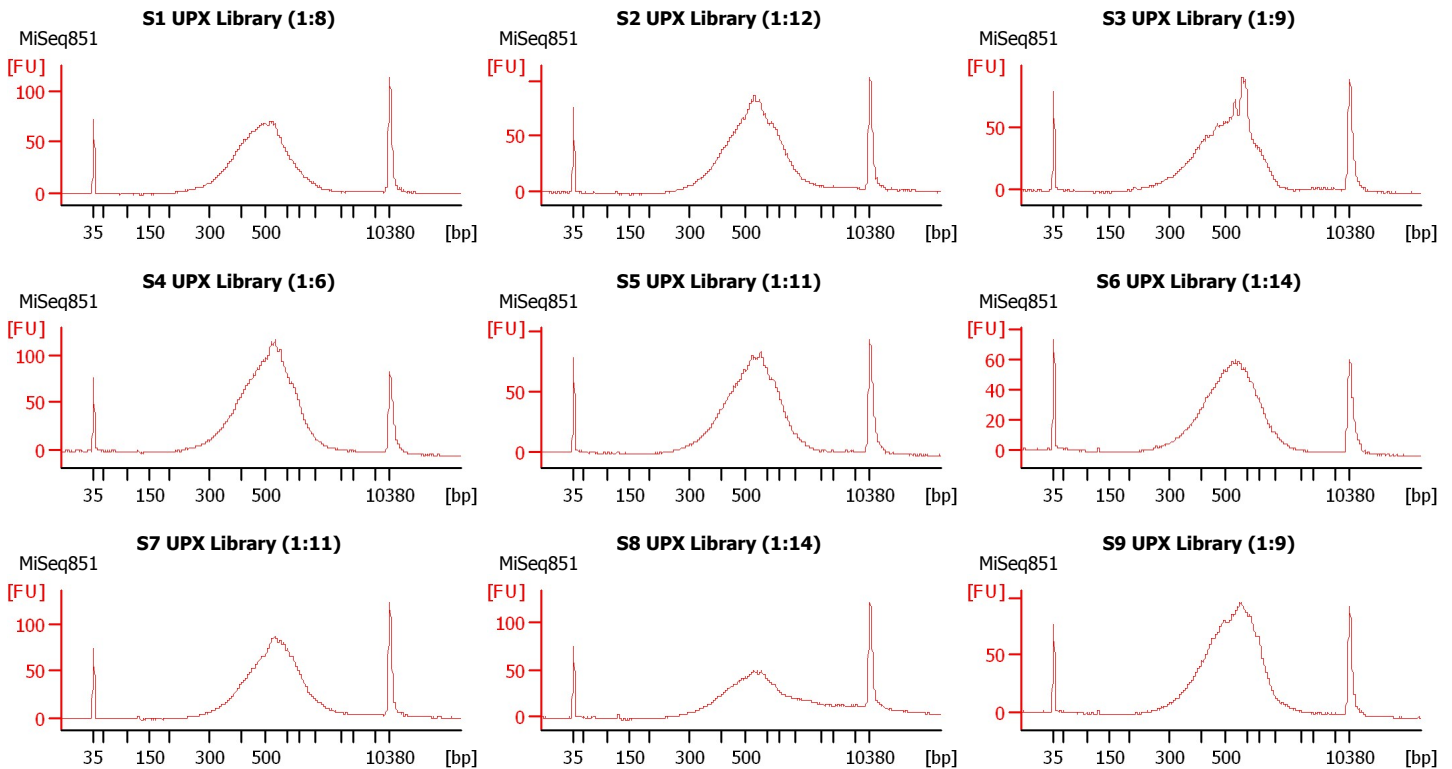 S1 UPX Library (1:8)
MiSeq851
[FU]
100
50
0
35 150 300 500 10380 [bp]
S2 UPX Library (1:12)
MiSeq851
[FU]
50
0
35 150 300 500 10380 [bp]
S3 UPX Library (1:9)
MiSeq851
[FU]
50
0
35 150 300 500 10380 [bp]
S4 UPX Library (1:6)
MiSeq851
[FU]
100
50
0
35 150 300 500 10380 [bp]
S5 UPX Library (1:11)
MiSeq851
[FU]
50
0
35 150 300 500 10380 [bp]
S6 UPX Library (1:14)
MiSeq851
[FU]
60
40
20
0
35 150 300 500 10380 [bp]
S7 UPX Library (1:11)
MiSeq851
[FU]
100
50
0
35 150 300 500 10380 [bp]
S8 UPX Library (1:14)
MiSeq851
[FU]
100
50
0
35 150 300 500 10380 [bp]
S9 UPX Library (1:9)
MiSeq851
[FU]
50
0
35 150 300 500 10380 [bp]